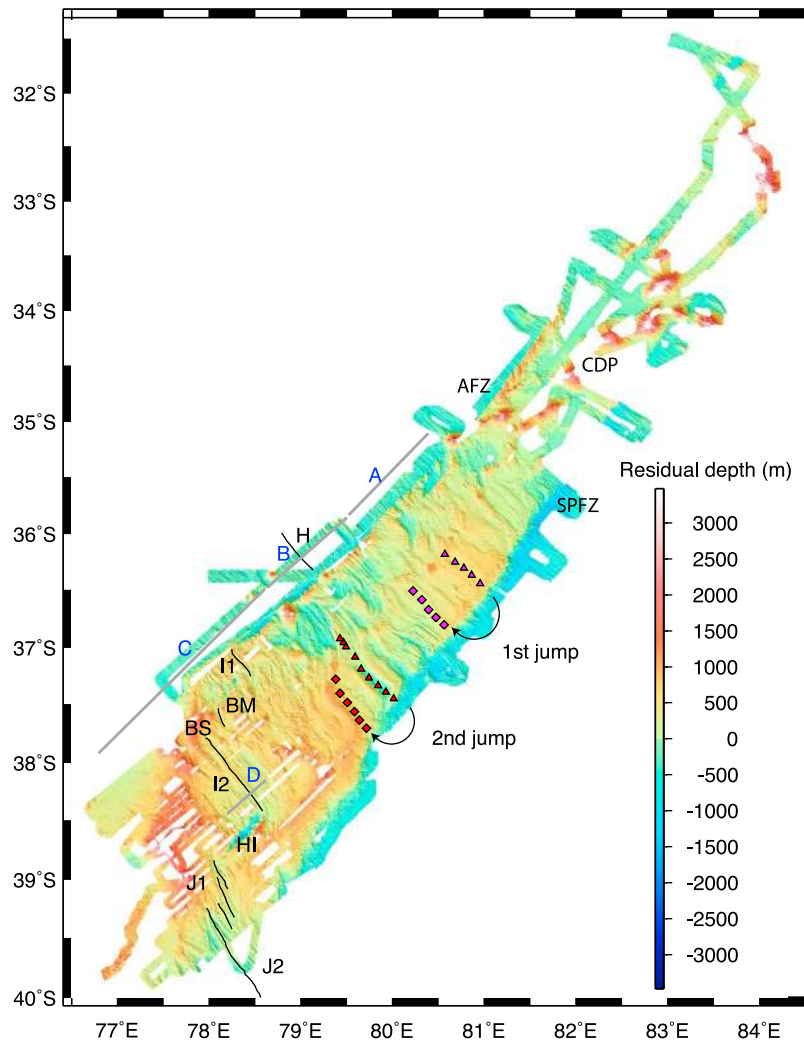 32˚S
33˚S
34˚S
CDP
AFZ
35˚S
Residual depth (m)
A
3000
SPFZ
2500
36˚S
H
2000
B
1500
1000
1st jump
C
37˚S
500
I1
0
BM
-500
BS
2nd jump
38˚S
-1000
D
I2
-1500
HI
-2000
39˚S
J1
-2500
-3000
J2
40˚S
77˚E 78˚E 79˚E 80˚E 81˚E 82˚E 83˚E 84˚E